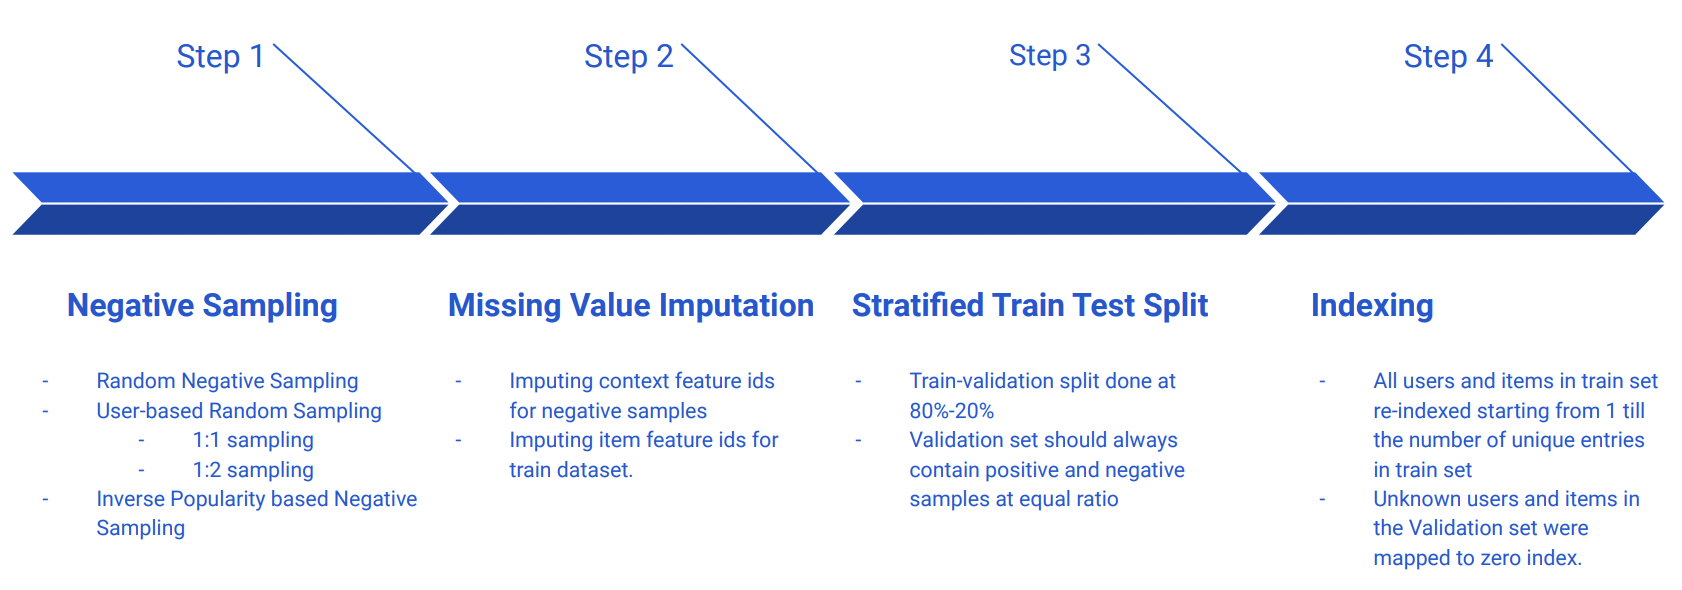 Step 1
Step 2
Step 3
Step 4
Negative Sampling
- Random Negative Sampling
- User-based Random Sampling
- 1:1 sampling
- 1:2 sampling
- Inverse Popularity based Negative
Sampling
Missing Value Imputation
- Imputing context feature ids
for negative samples
- Imputing item feature ids for
train dataset.
Stratified Train Test Split
- Train-validation split done at
80%-20%
- Validation set should always
contain positive and negative
samples at equal ratio
Indexing
- All users and items in train set
re-indexed starting from 1 till
the number of unique entries
in train set
- Unknown users and items in
the Validation set were
mapped to zero index.